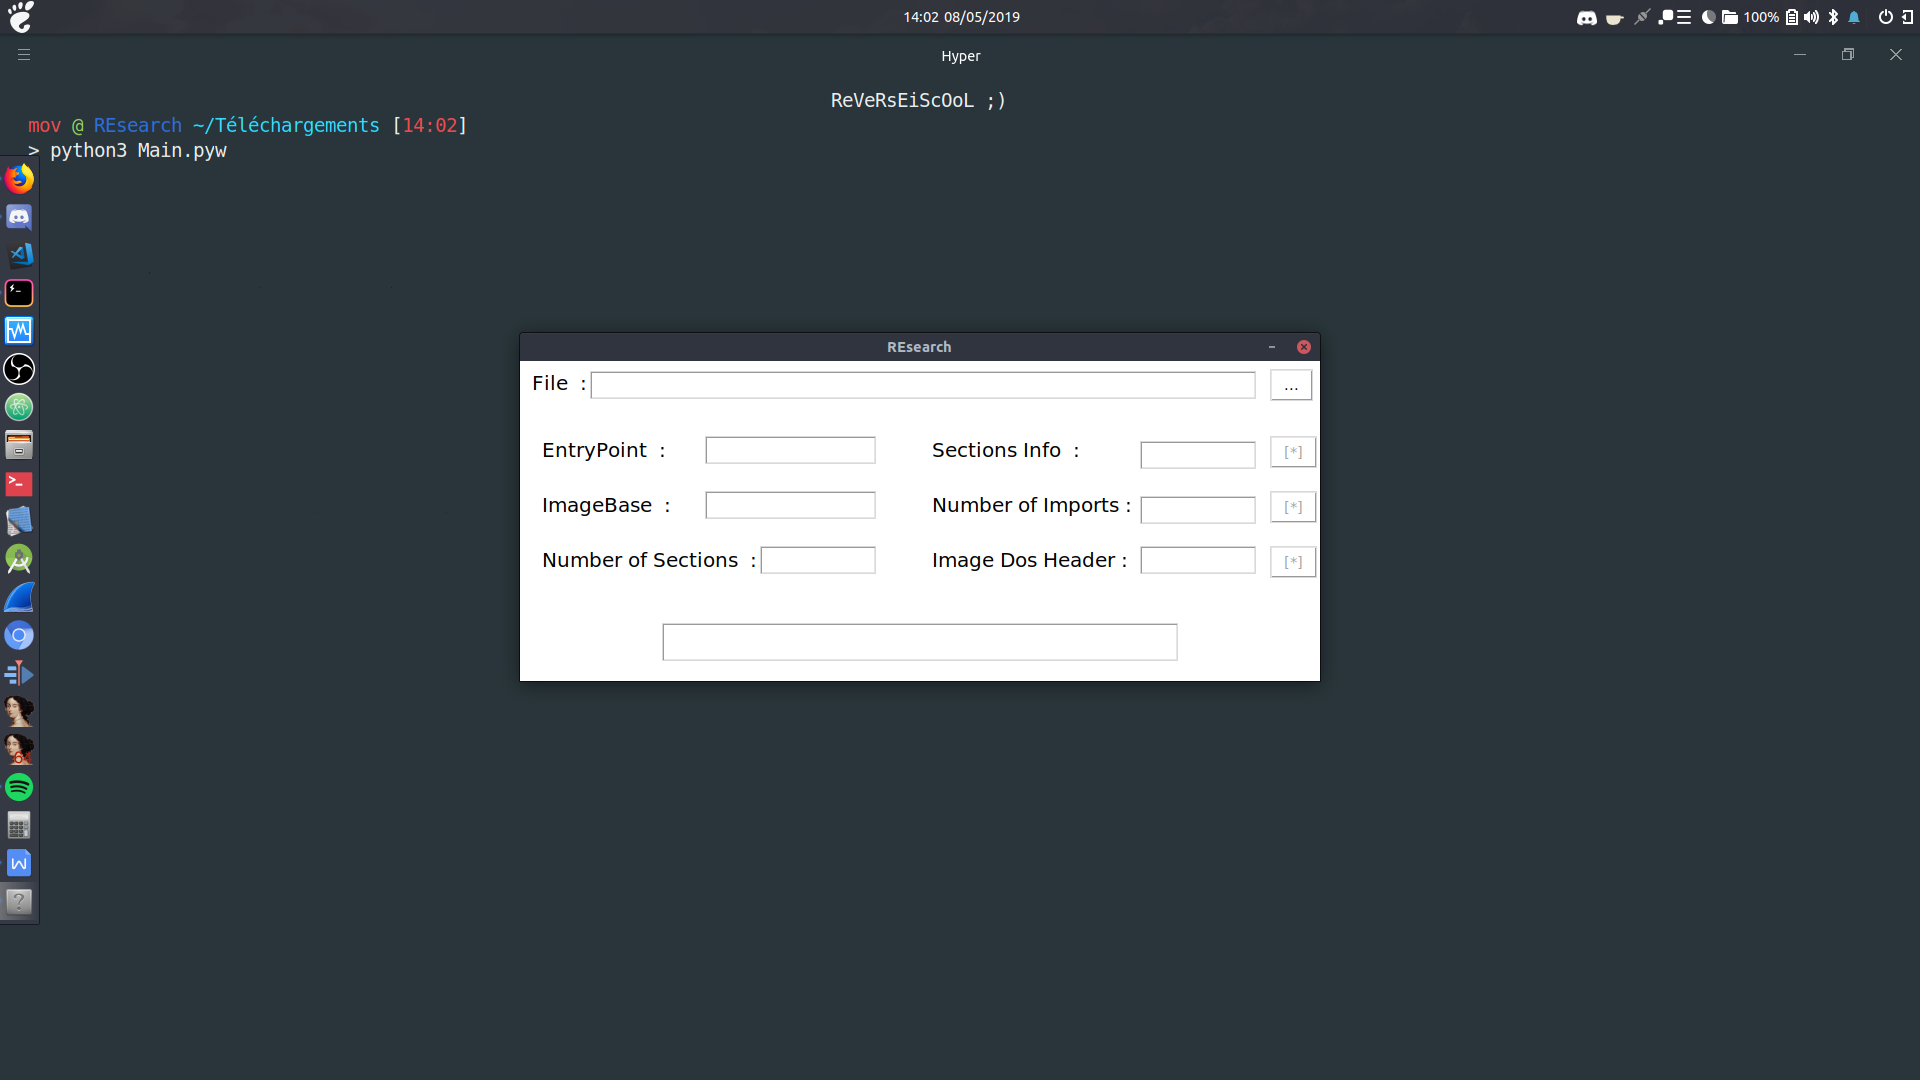 14:02 08/05/2019
100%
Hyper
ReVeRsEiScOoL ;)
mov @ REsearch ~/Téléchargements [14:02]
> python3 Main.pyw
REsearch
File :
...
EntryPoint :
Sections Info :
[*]
ImageBase :
Number of Imports :
[*]
Number of Sections :
Image Dos Header :
[*]